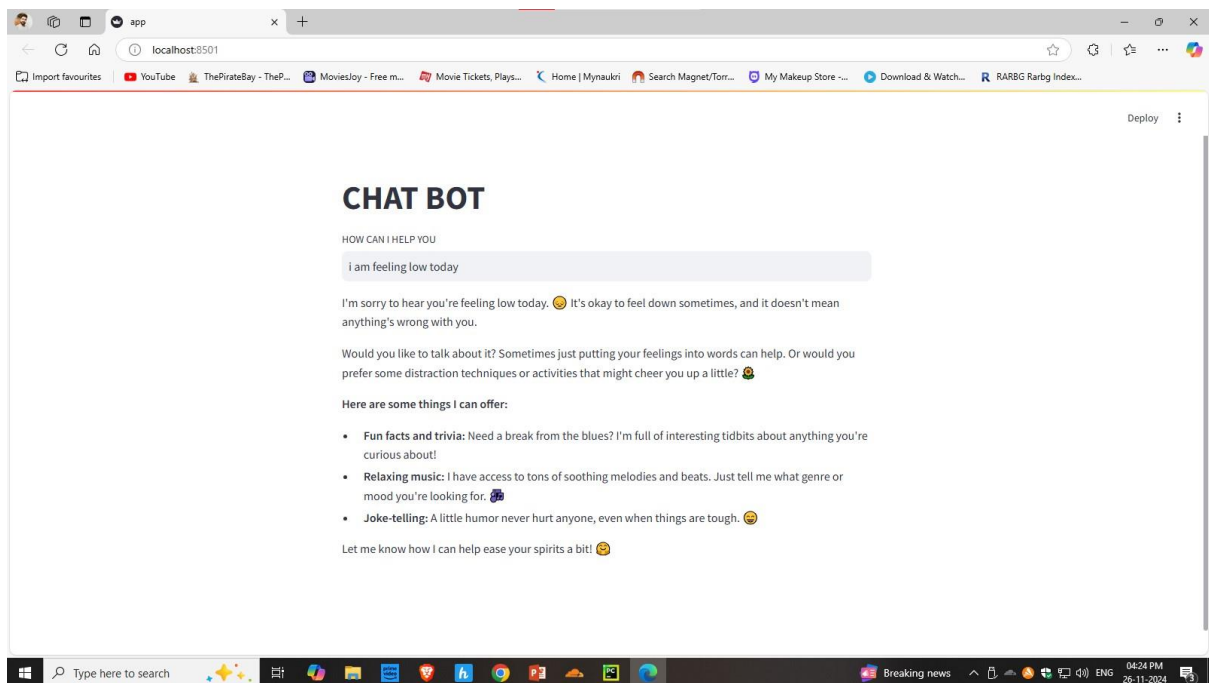 app
localhost:8501
Import favourites YouTube ThePirateBay - TheP... MoviesJoy - Free m... Movie Tickets, Plays... Home | Mynaukri Search Magnet/Torr... My Makeup Store -... Download & Watch... RARBG Rarbg Index...
Deploy
CHAT BOT
HOW CAN I HELP YOU
i am feeling low today
I'm sorry to hear you're feeling low today. 😞 It's okay to feel down sometimes, and it doesn't mean
anything's wrong with you.
Would you like to talk about it? Sometimes just putting your feelings into words can help. Or would you
prefer some distraction techniques or activities that might cheer you up a little? 🌻
Here are some things I can offer:
• Fun facts and trivia: Need a break from the blues? I'm full of interesting tidbits about anything you're
curious about!
• Relaxing music: I have access to tons of soothing melodies and beats. Just tell me what genre or
mood you're looking for. 🎶
• Joke-telling: A little humor never hurt anyone, even when things are tough. 😄
Let me know how I can help ease your spirits a bit! 🤗
Type here to search prime video h P PC Breaking news ENG 04:24 PM
26-11-2024 3